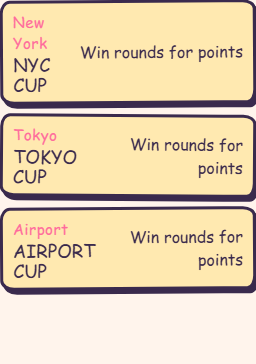 New
York
NYC
CUP
Win rounds for points
Tokyo
TOKYO
CUP
Win rounds for
points
Airport
AIRPORT
CUP
Win rounds for
points